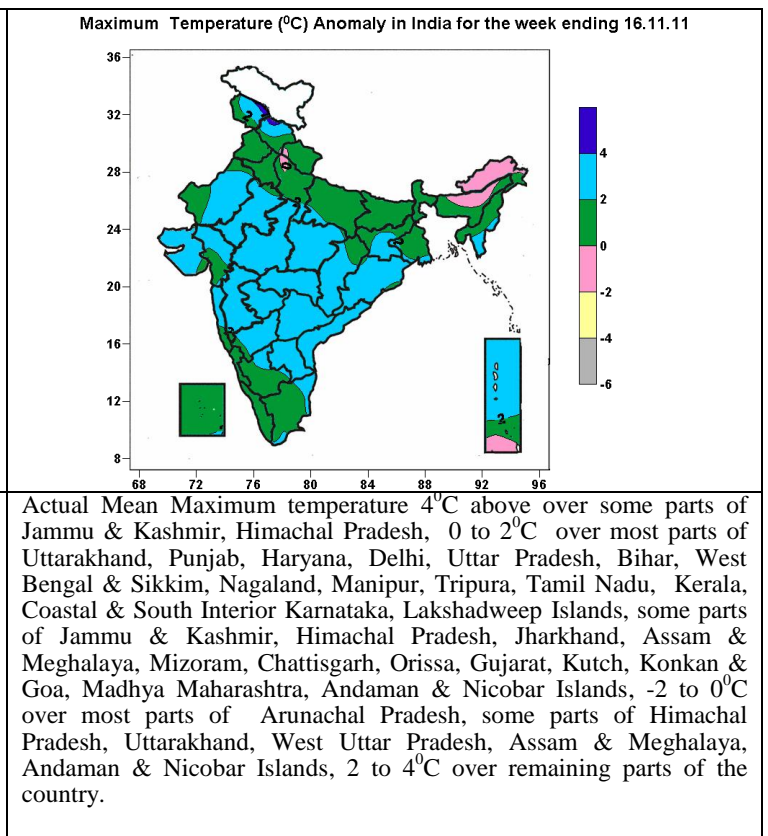 Maximum Temperature (⁰C) Anomaly in India for the week ending 16.11.11
36
32
28
24
20
16
12
8
68 72 76 80 84 88 92 96
4
2
0
-2
-4
-6
2
0
2
2
2
2
2
Actual Mean Maximum temperature 4⁰C above over some parts of
Jammu & Kashmir, Himachal Pradesh, 0 to 2⁰C over most parts of
Uttarakhand, Punjab, Haryana, Delhi, Uttar Pradesh, Bihar, West
Bengal & Sikkim, Nagaland, Manipur, Tripura, Tamil Nadu, Kerala,
Coastal & South Interior Karnataka, Lakshadweep Islands, some parts
of Jammu & Kashmir, Himachal Pradesh, Jharkhand, Assam &
Meghalaya, Mizoram, Chattisgarh, Orissa, Gujarat, Kutch, Konkan &
Goa, Madhya Maharashtra, Andaman & Nicobar Islands, -2 to 0⁰C
over most parts of Arunachal Pradesh, some parts of Himachal
Pradesh, Uttarakhand, West Uttar Pradesh, Assam & Meghalaya,
Andaman & Nicobar Islands, 2 to 4⁰C over remaining parts of the
country.